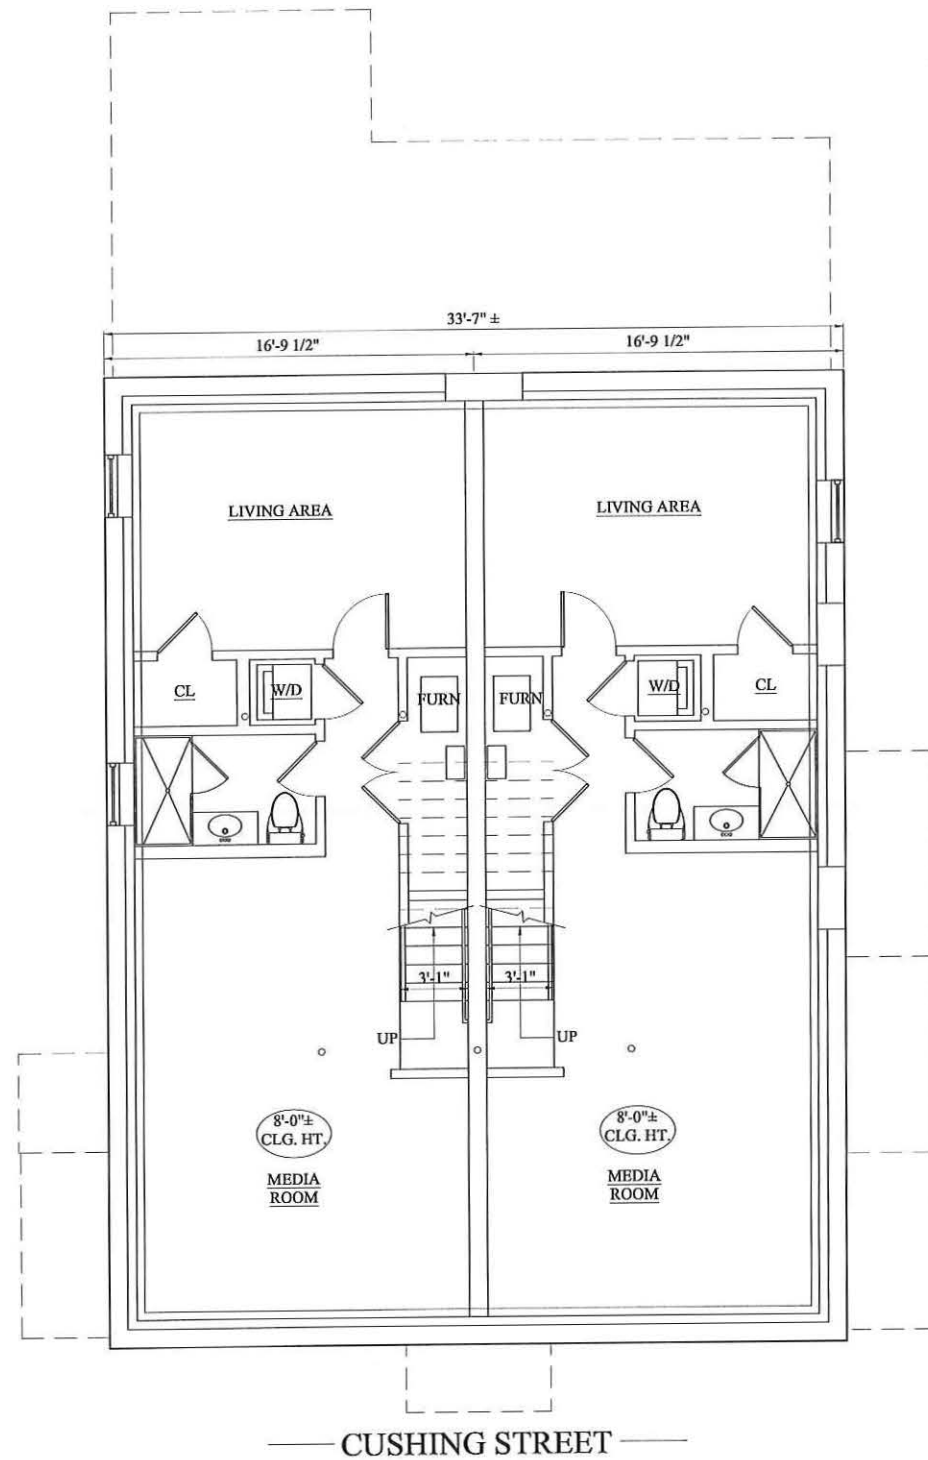 33'-7" ±
16'-9 1/2" 16'-9 1/2"
LIVING AREA LIVING AREA
CL W/D FURN FURN W/D CL
3'-1" 3'-1"
UP UP
8'-0"±
CLG. HT.
MEDIA
ROOM
8'-0"±
CLG. HT.
MEDIA
ROOM
CUSHING STREET